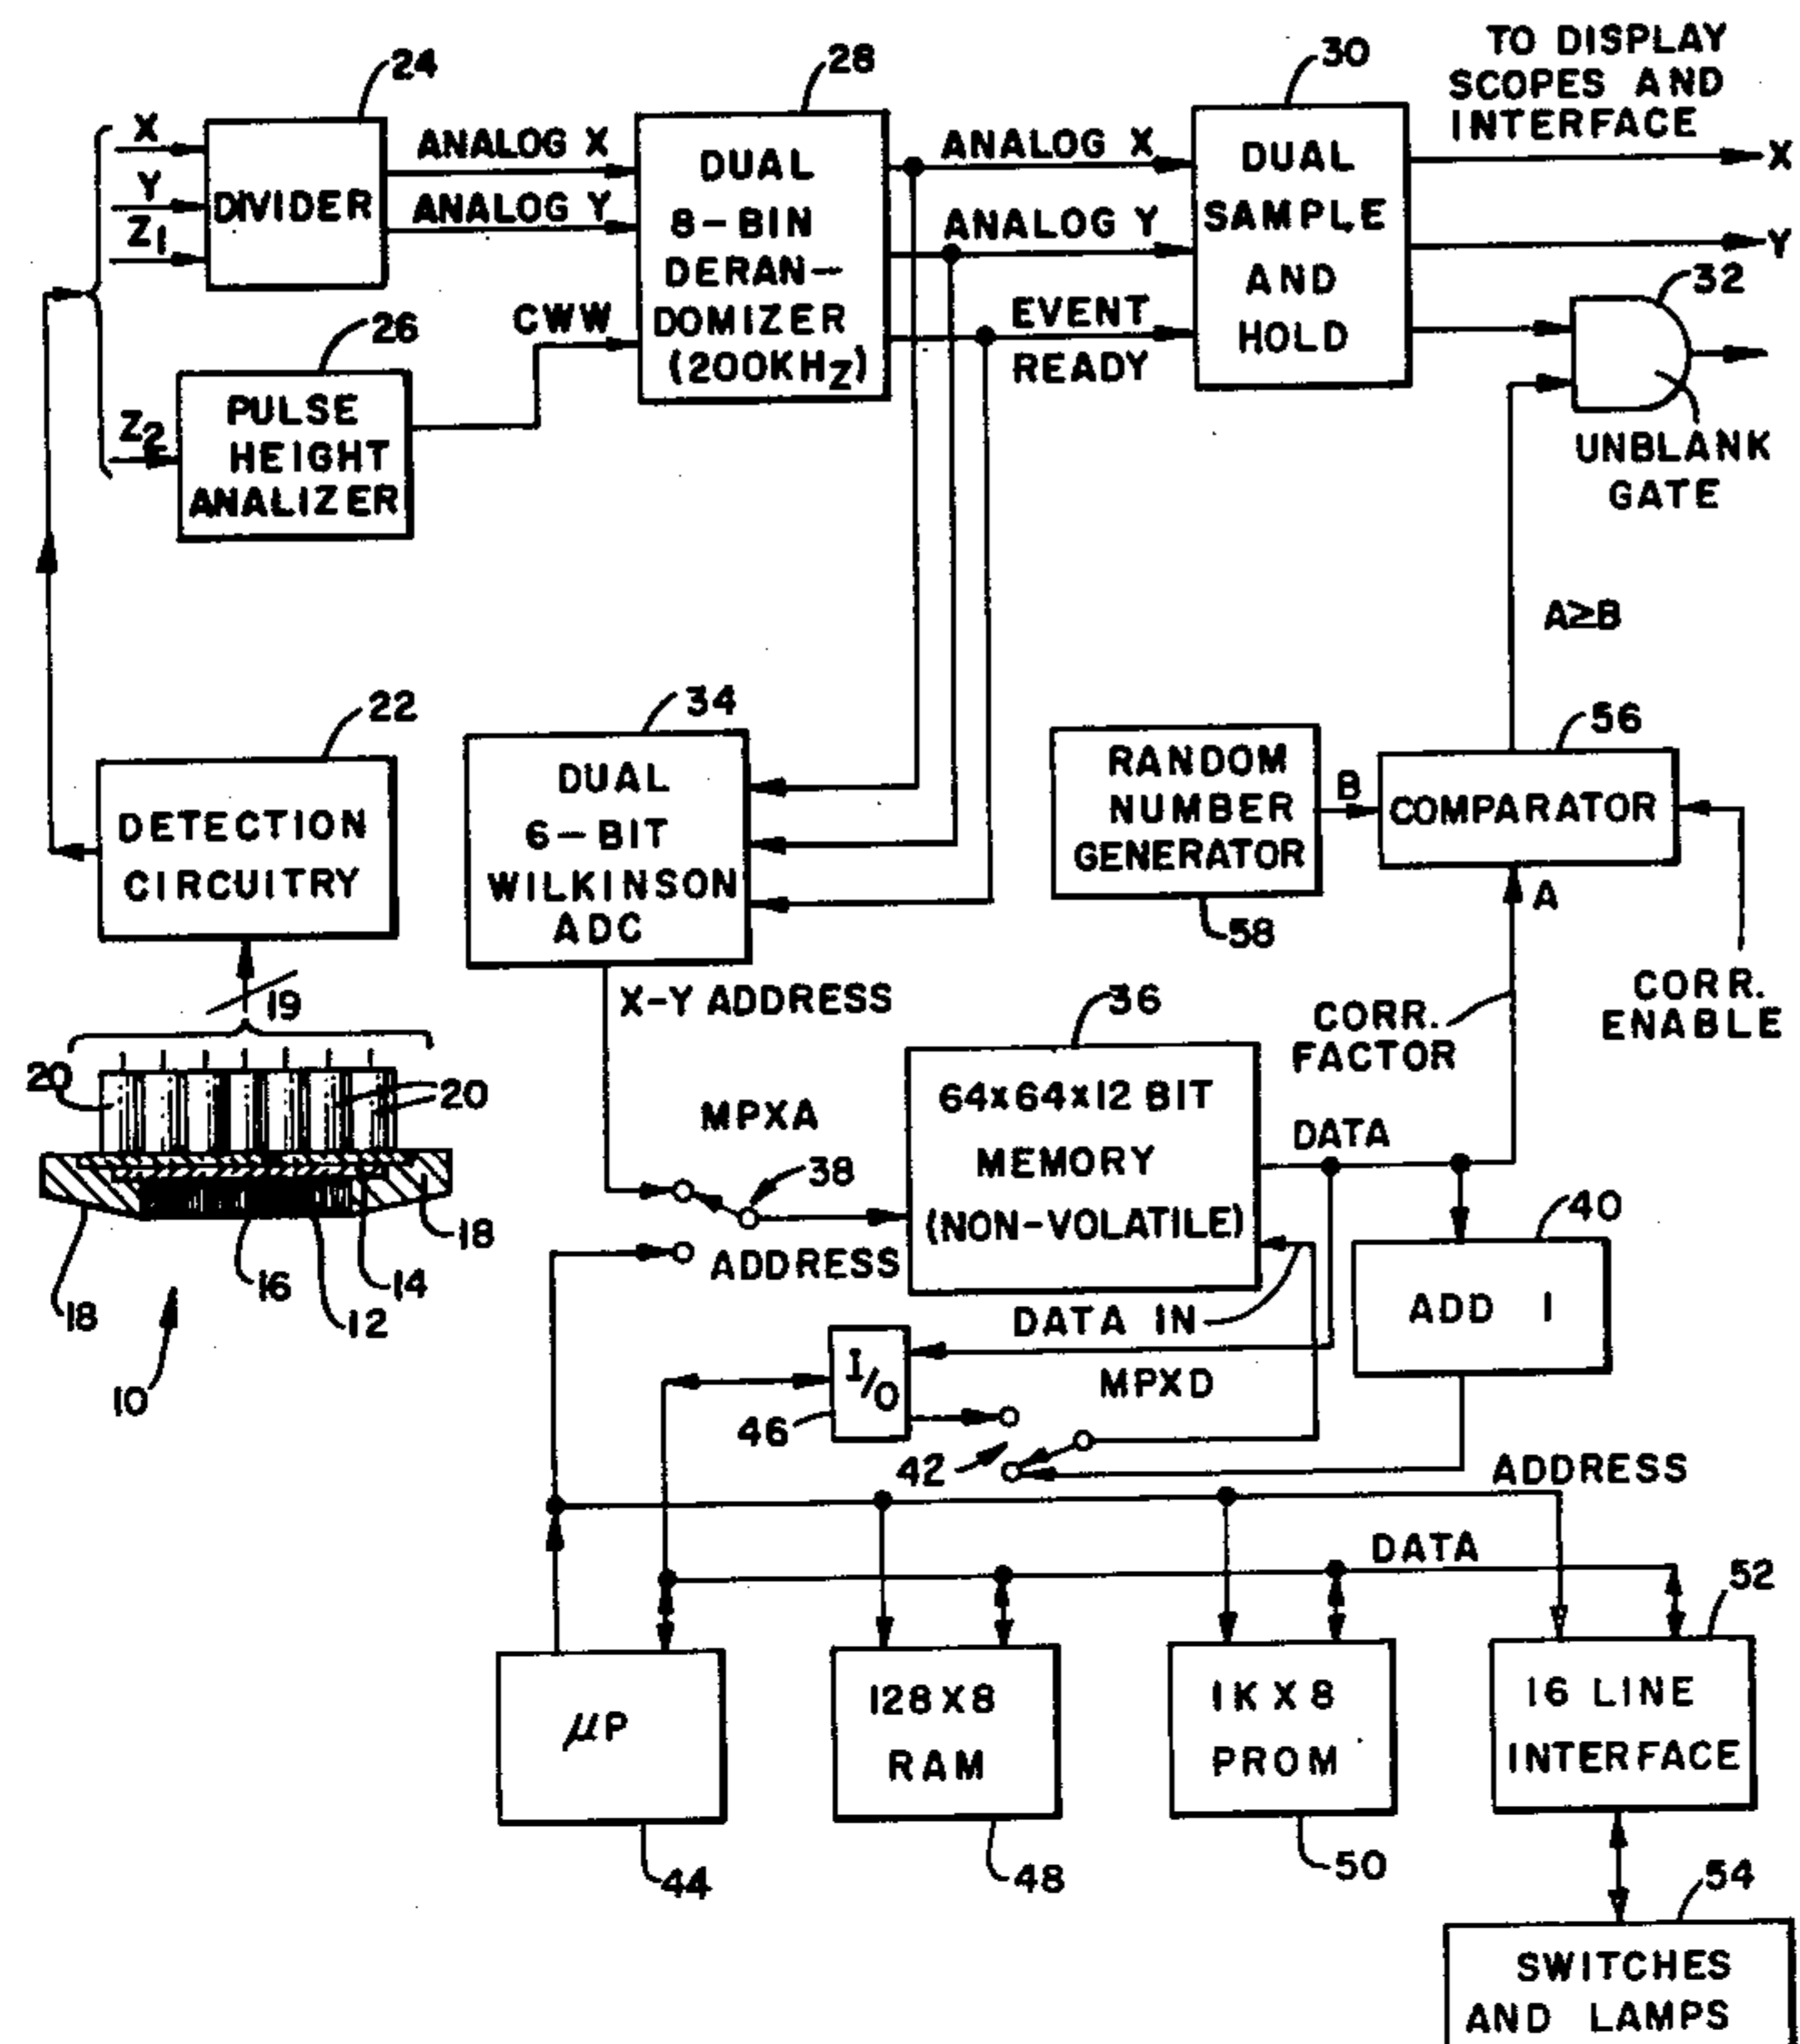 TO DISPLAY
SCOPES AND
INTERFACE
24
28
30
X
Y
Z1
DIVIDER
ANALOG X
ANALOG Y
DUAL
8-BIN
DERAN-
DOMIZER
(200KHZ)
ANALOG X
ANALOG Y
EVENT
READY
DUAL
SAMPLE
AND
HOLD
X
Y
32
UNBLANK
GATE
26
CWW
Z2
PULSE
HEIGHT
ANALIZER
A≥B
22
DETECTION
CIRCUITRY
34
DUAL
6-BIT
WILKINSON
ADC
RANDOM
NUMBER
GENERATOR
58
B
56
COMPARATOR
A
CORR.
ENABLE
CORR.
FACTOR
19
20
20
18
16
12
14
18
10
X-Y ADDRESS
MPXA
38
ADDRESS
36
64x64x12 BIT
MEMORY
(NON-VOLATILE)
DATA
40
ADD 1
DATA IN
I/O
46
MPXD
42
ADDRESS
DATA
52
μP
44
128X8
RAM
48
1K X 8
PROM
50
16 LINE
INTERFACE
54
SWITCHES
AND LAMPS